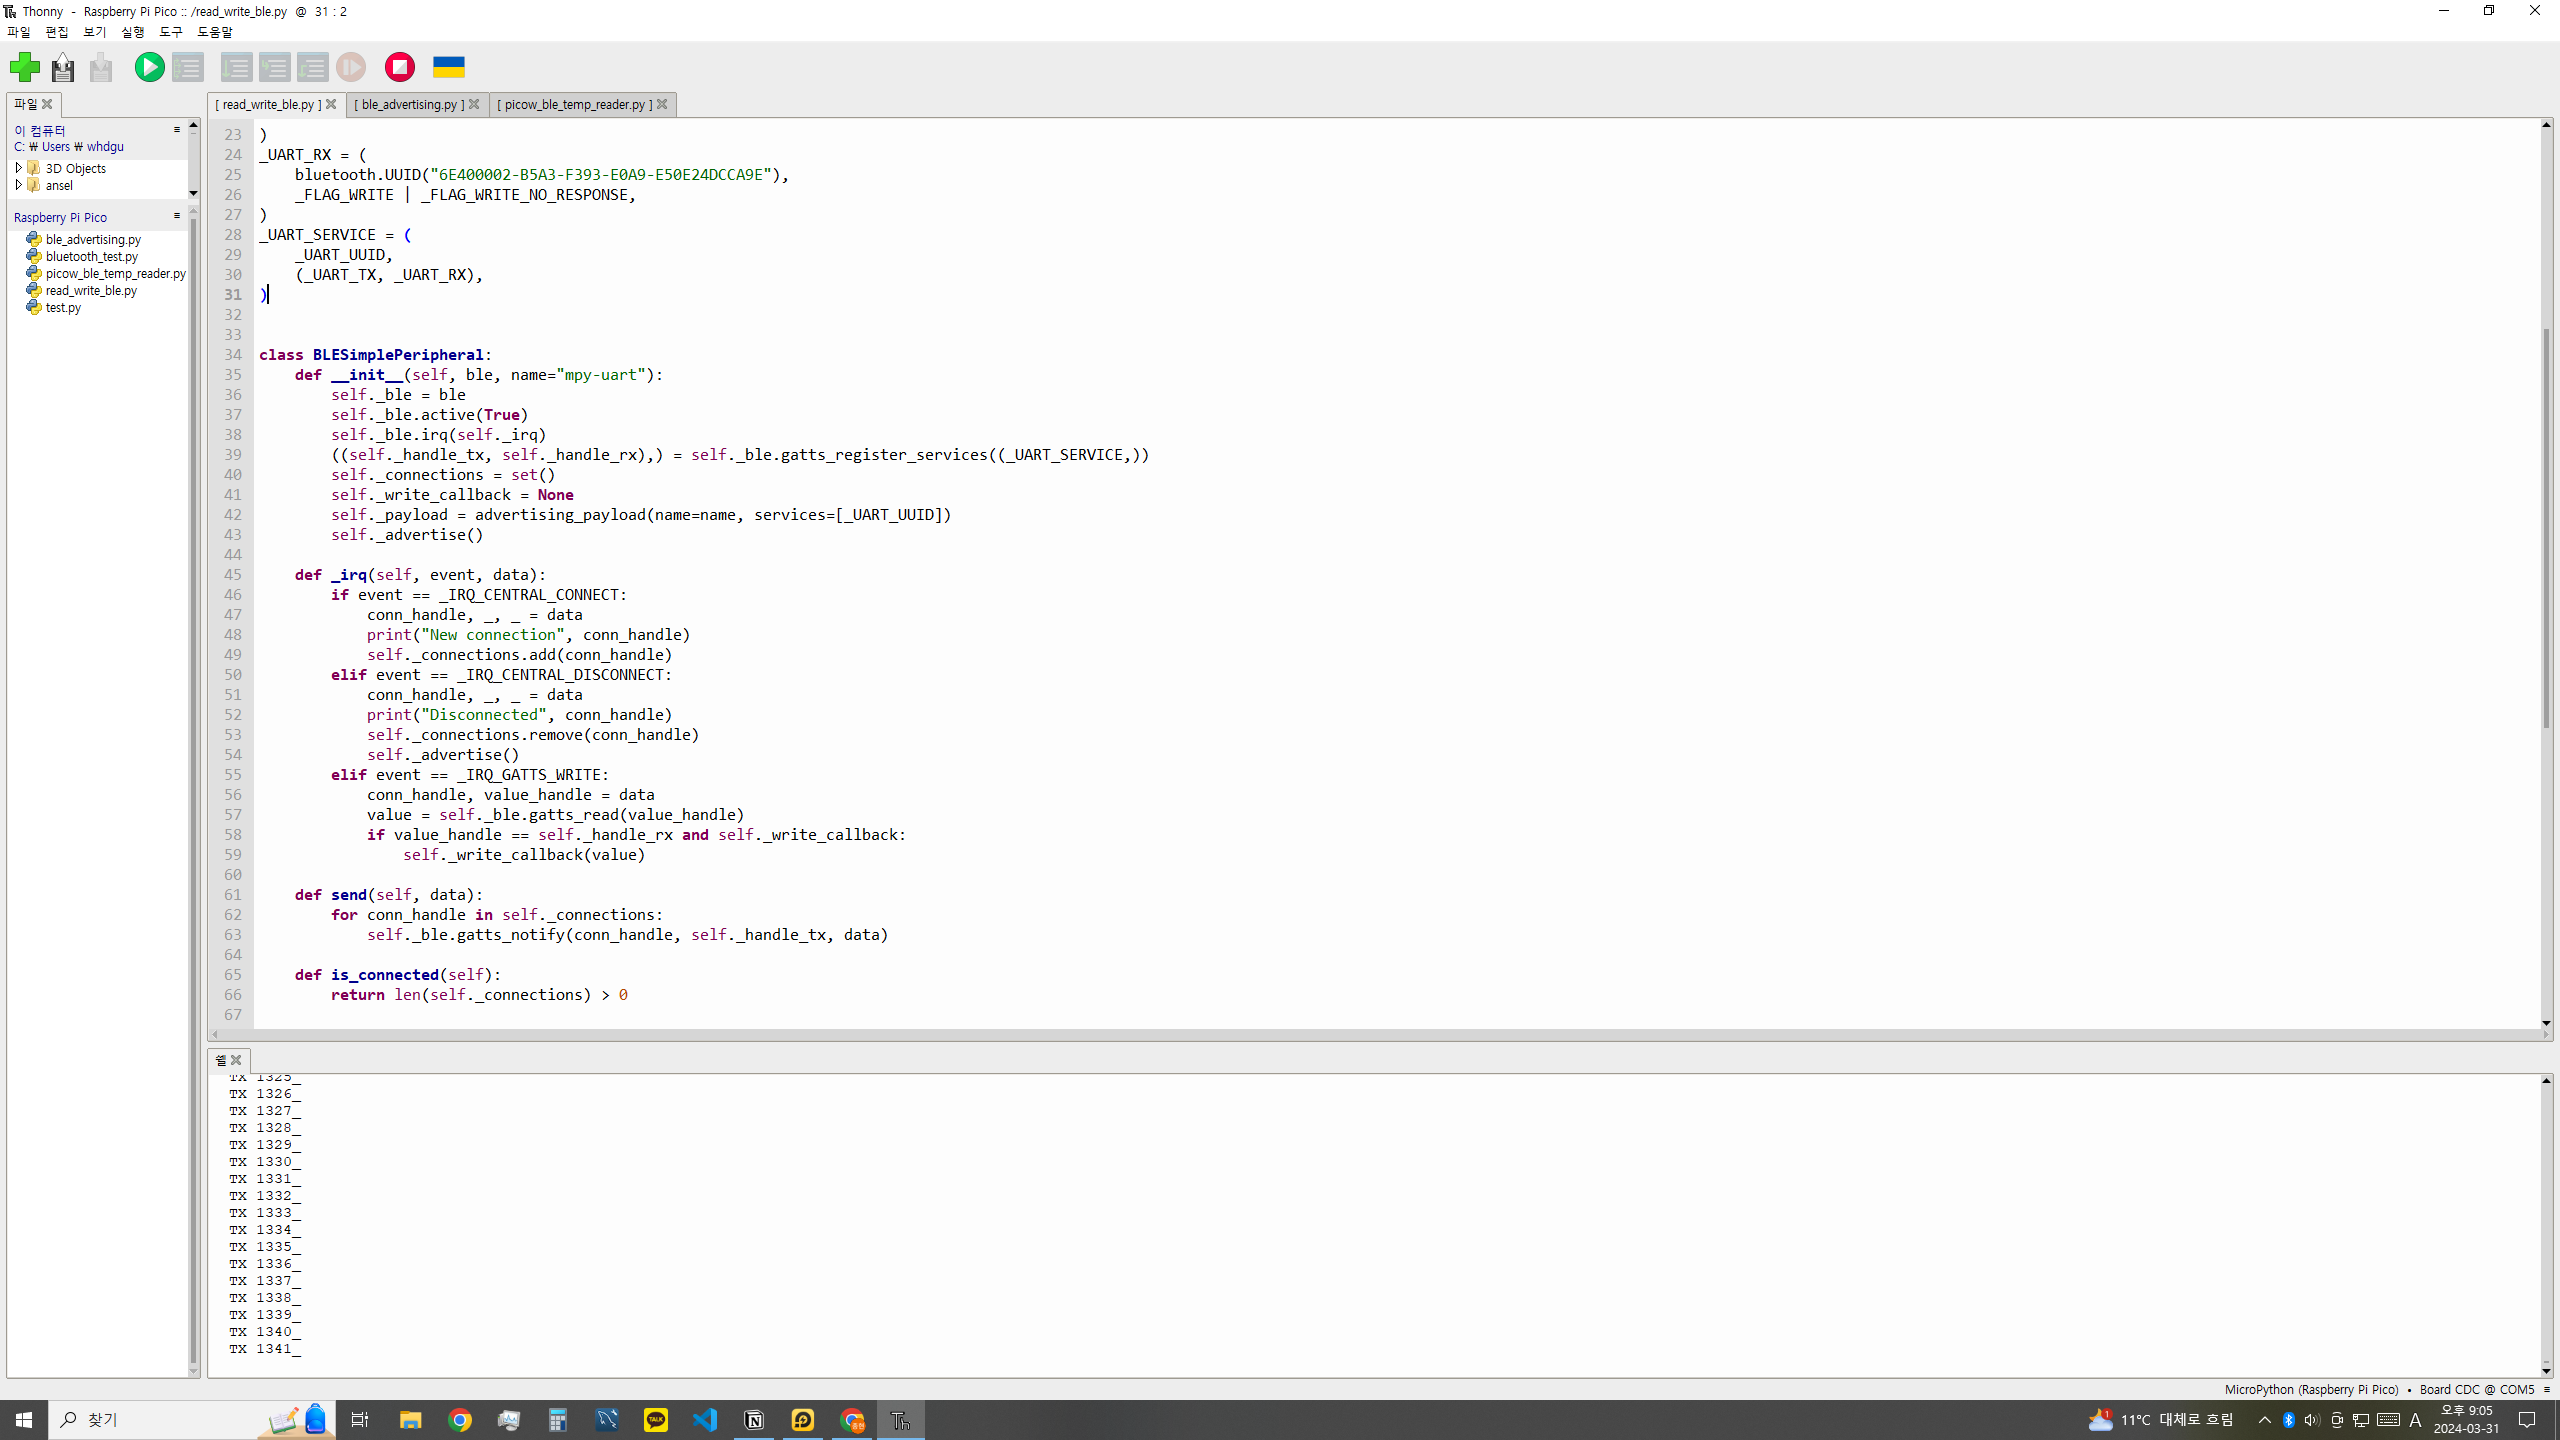 Thonny - Raspberry Pi Pico :: /read_write_ble.py @ 31 : 2
파일 편집 보기 실행 도구 도움말
파일
[ read_write_ble.py ]
[ ble_advertising.py ]
[ picow_ble_temp_reader.py ]
이 컴퓨터
C: ₩ Users ₩ whdgu
3D Objects
ansel
Raspberry Pi Pico
ble_advertising.py
bluetooth_test.py
picow_ble_temp_reader.py
read_write_ble.py
test.py
23 )
24 _UART_RX = (
25     bluetooth.UUID("6E400002-B5A3-F393-E0A9-E50E24DCCA9E"),
26     _FLAG_WRITE | _FLAG_WRITE_NO_RESPONSE,
27 )
28 _UART_SERVICE = (
29     _UART_UUID,
30     (_UART_TX, _UART_RX),
31 )
32
33
34 class BLESimplePeripheral:
35     def __init__(self, ble, name="mpy-uart"):
36         self._ble = ble
37         self._ble.active(True)
38         self._ble.irq(self._irq)
39         ((self._handle_tx, self._handle_rx),) = self._ble.gatts_register_services((_UART_SERVICE,))
40         self._connections = set()
41         self._write_callback = None
42         self._payload = advertising_payload(name=name, services=[_UART_UUID])
43         self._advertise()
44
45     def _irq(self, event, data):
46         if event == _IRQ_CENTRAL_CONNECT:
47             conn_handle, _, _ = data
48             print("New connection", conn_handle)
49             self._connections.add(conn_handle)
50         elif event == _IRQ_CENTRAL_DISCONNECT:
51             conn_handle, _, _ = data
52             print("Disconnected", conn_handle)
53             self._connections.remove(conn_handle)
54             self._advertise()
55         elif event == _IRQ_GATTS_WRITE:
56             conn_handle, value_handle = data
57             value = self._ble.gatts_read(value_handle)
58             if value_handle == self._handle_rx and self._write_callback:
59                 self._write_callback(value)
60
61     def send(self, data):
62         for conn_handle in self._connections:
63             self._ble.gatts_notify(conn_handle, self._handle_tx, data)
64
65     def is_connected(self):
66         return len(self._connections) > 0
67
쉘
TX 1325_
TX 1326_
TX 1327_
TX 1328_
TX 1329_
TX 1330_
TX 1331_
TX 1332_
TX 1333_
TX 1334_
TX 1335_
TX 1336_
TX 1337_
TX 1338_
TX 1339_
TX 1340_
TX 1341_
MicroPython (Raspberry Pi Pico) • Board CDC @ COM5
찾기
TALK
Th
1
11°C 대체로 흐림
A
오후 9:05
2024-03-31